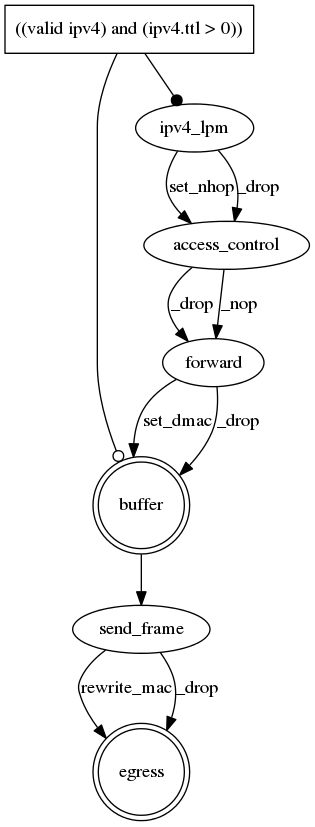 ((valid ipv4) and (ipv4.ttl > 0))
ipv4_lpm
set_nhop
_drop
access_control
_drop
_nop
forward
set_dmac
_drop
buffer
send_frame
rewrite_mac
_drop
egress